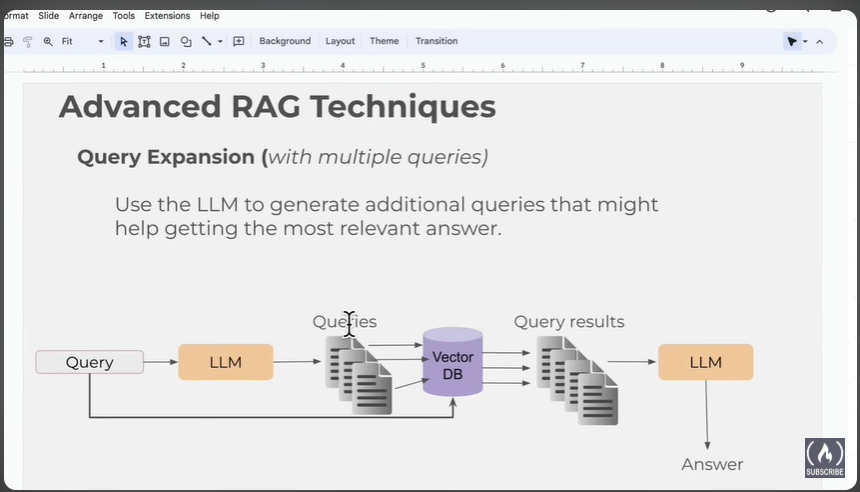 ormat Slide Arrange Tools Extensions Help
Fit Background Layout Theme Transition
1 2 3 4 5 6 7 8 9
Advanced RAG Techniques
Query Expansion (with multiple queries)
Use the LLM to generate additional queries that might
help getting the most relevant answer.
Queries
Query results
Query
LLM
Vector
DB
LLM
Answer
SUBSCRIBE